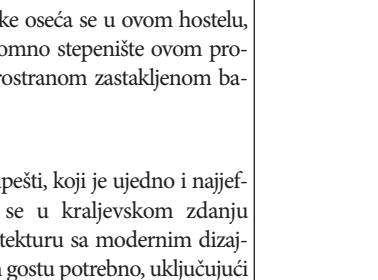 ke oseća se u ovom hostelu,
omno stepenište ovom pro-
rostranom zastakljenom ba-
pešti, koji je ujedno i najjef-
se u kraljevskom zdanju
tekturu sa modernim dizaj-
gostu potrebno, uključujući